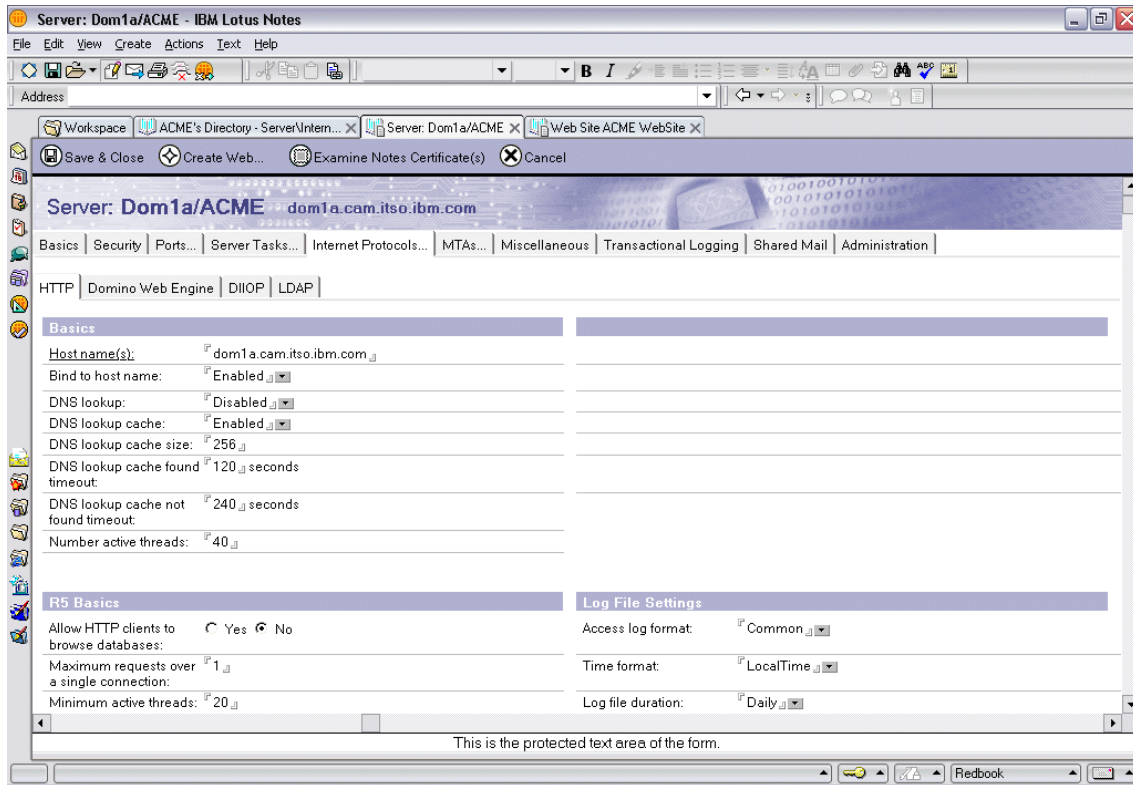 Server: Dom1a/ACME - IBM Lotus Notes
File Edit View Create Actions Text Help
B I
Address
Workspace ACME's Directory - Server\Intern... Server: Dom1a/ACME Web Site ACME WebSite
Save & Close Create Web... Examine Notes Certificate(s) Cancel
Server: Dom1a/ACME dom1a.cam.itso.ibm.com
Basics Security Ports... Server Tasks... Internet Protocols... MTAs... Miscellaneous Transactional Logging Shared Mail Administration
HTTP Domino Web Engine DIIOP LDAP
Basics
Host name(s): dom1a.cam.itso.ibm.com
Bind to host name: Enabled
DNS lookup: Disabled
DNS lookup cache: Enabled
DNS lookup cache size: 256
DNS lookup cache found 120 seconds
timeout:
DNS lookup cache not 240 seconds
found timeout:
Number active threads: 40
R5 Basics Log File Settings
Allow HTTP clients to Yes No Access log format: Common
browse databases:
Maximum requests over 1 Time format: LocalTime
a single connection:
Minimum active threads: 20 Log file duration: Daily
This is the protected text area of the form.
Redbook